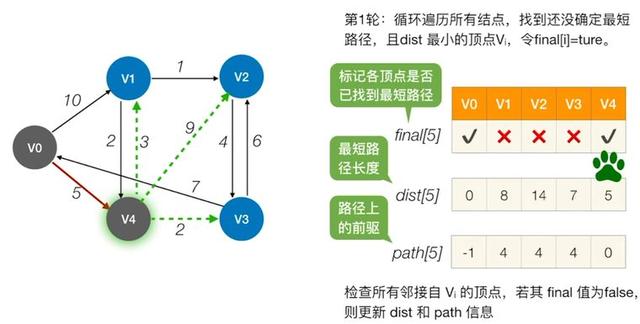 第1轮：循环遍历所有结点，找到还没确定最短
路径，且dist 最小的顶点Vi，令final[i]=ture。
标记各顶点是否
已找到最短路径
V0 V1 V2 V3 V4
final[5] ✓ ✕ ✕ ✕ ✓
最短路
径长度
dist[5] 0 8 14 7 5
路径上
的前驱
path[5] -1 4 4 4 0
检查所有邻接自 Vi 的顶点，若其 final 值为false,
则更新 dist 和 path 信息
V1 1 V2
10
2 3 9 4 6
V0
5 7
V4 2 V3